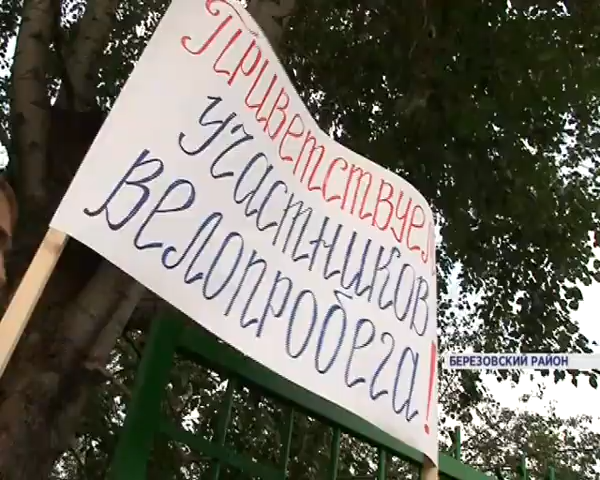 Приветствуем
участников
Велопробега!
БЕРЕЗОВСКИЙ РАЙОН